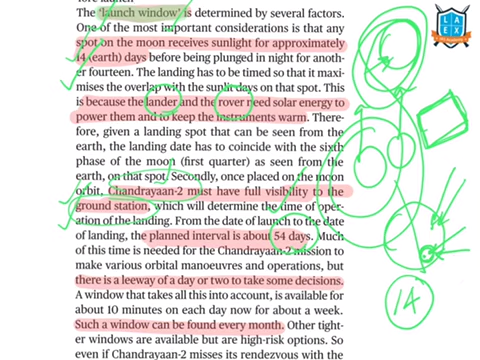 fore launch
The 'launch window' is determined by several factors.
One of the most important considerations is that any
spot on the moon receives sunlight for approximately
14 (earth) days before being plunged in night for anot-
her fourteen. The landing has to be timed so that it maxi-
mises the overlap with the sunlit days on that spot. This
is because the lander and the rover need solar energy to
power them and to keep the instruments warm. There-
fore, given a landing spot that can be seen from the
earth, the landing date has to coincide with the sixth
phase of the moon (first quarter) as seen from the
earth, on that spot. Secondly, once placed on the moon
orbit, Chandrayaan-2 must have full visibility to the
ground station, which will determine the time of oper-
ation of the landing. From the date of launch to the date
of landing, the planned interval is about 54 days. Much
of this time is needed for the Chandrayaan-2 mission to
make various orbital manoeuvres and operations, but
there is a leeway of a day or two to take some decisions.
A window that takes all this into account, is available for
about 10 minutes on each day now for about a week.
Such a window can be found every month. Other tight-
er windows are available but are high-risk options. So
even if Chandrayaan-2 misses its rendezvous with the
L A
E X
14